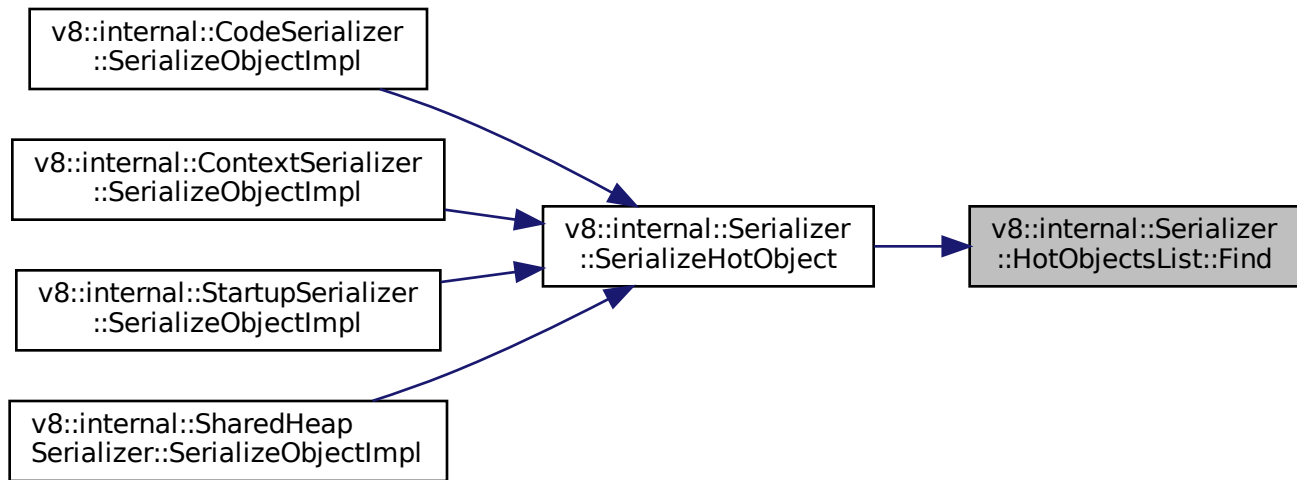 v8::internal::CodeSerializer
::SerializeObjectImpl
v8::internal::ContextSerializer
::SerializeObjectImpl
v8::internal::StartupSerializer
::SerializeObjectImpl
v8::internal::SharedHeap
Serializer::SerializeObjectImpl
v8::internal::Serializer
::SerializeHotObject
v8::internal::Serializer
::HotObjectsList::Find